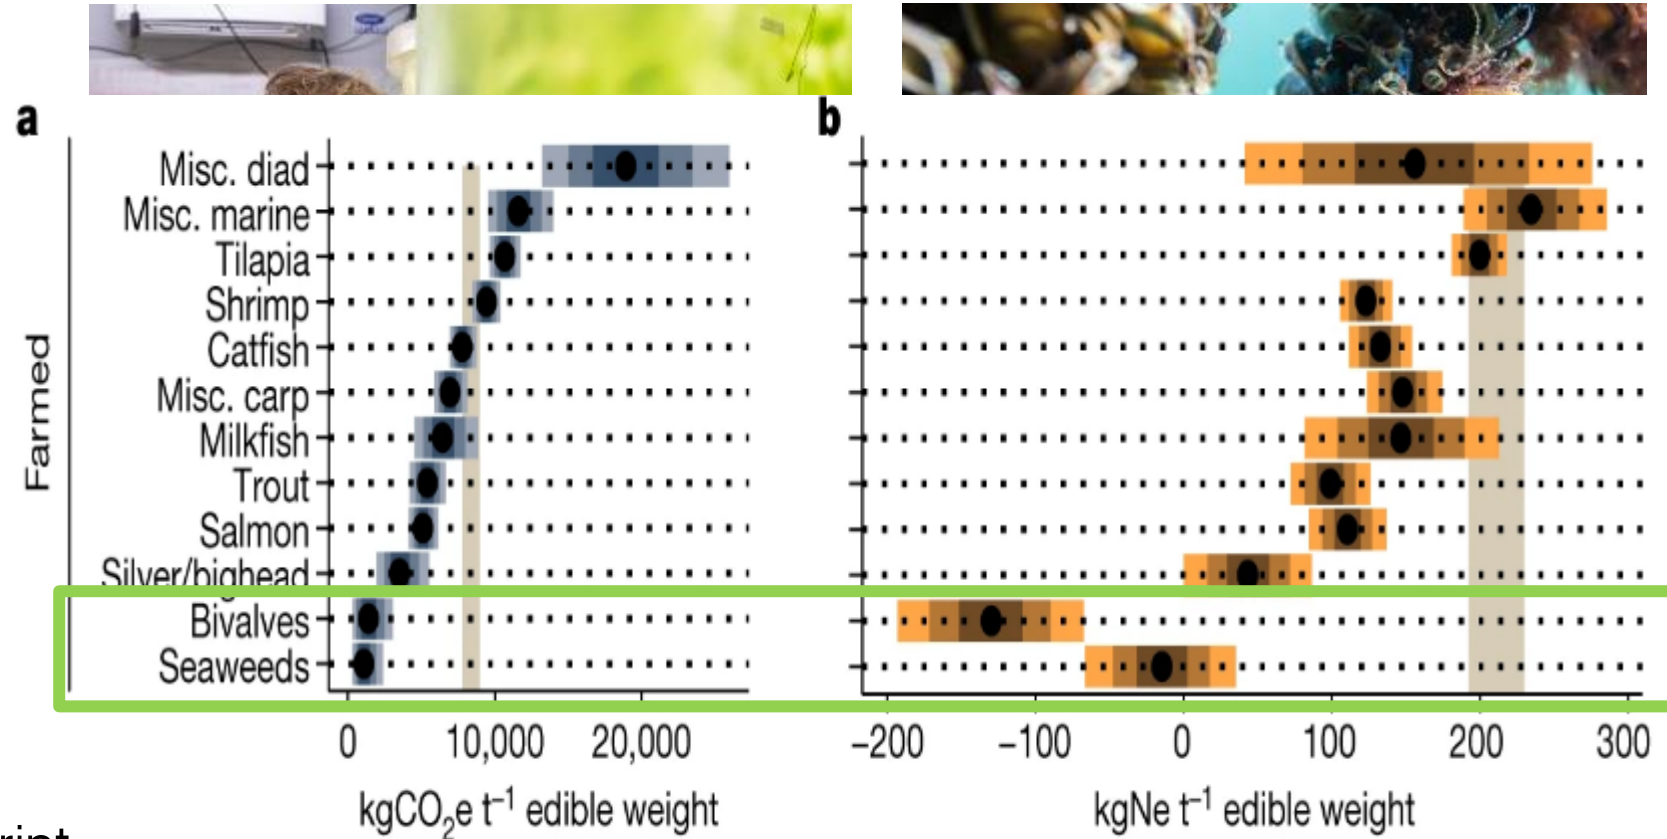 a
b
Farmed
Misc. diad
Misc. marine
Tilapia
Shrimp
Catfish
Misc. carp
Milkfish
Trout
Salmon
Silver/bighead
Bivalves
Seaweeds
0 10,000 20,000
−200 −100 0 100 200 300
kgCO₂e t⁻¹ edible weight
kgNe t⁻¹ edible weight